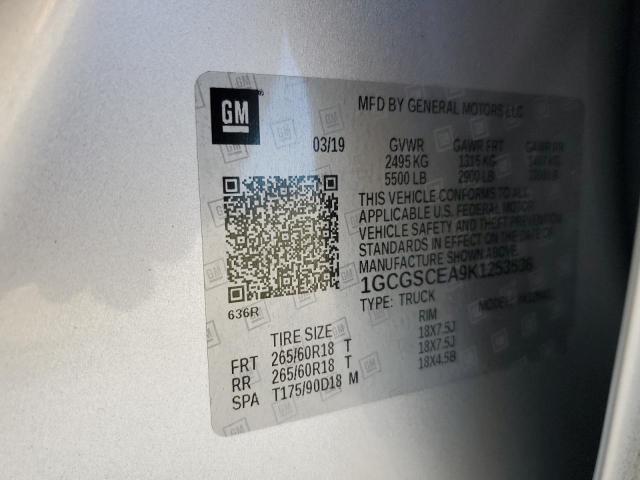 GM
MFD BY GENERAL MOTORS LLC
03/19
GVWR GAWR FRT GAWR RR
2495 KG 1315 KG
5500 LB 2900 LB
THIS VEHICLE CONFORMS TO ALL
APPLICABLE U.S. FEDERAL MOTOR
VEHICLE SAFETY AND THEFT PREVENTION
STANDARDS IN EFFECT ON THE DATE OF
MANUFACTURE SHOWN ABOVE.
1GCGSCEA9K1253536
TYPE: TRUCK MODEL:
636R
TIRE SIZE RIM
FRT 265/60R18 T 18X7.5J
RR 265/60R18 T 18X7.5J
SPA T175/90D18 M 18X4.5B